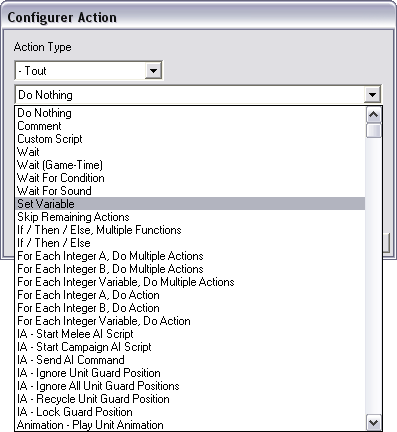 Configurer Action
Action Type
- Tout
Do Nothing
Do Nothing
Comment
Custom Script
Wait
Wait (Game-Time)
Wait For Condition
Wait For Sound
Set Variable
Skip Remaining Actions
If / Then / Else, Multiple Functions
If / Then / Else
For Each Integer A, Do Multiple Actions
For Each Integer B, Do Multiple Actions
For Each Integer Variable, Do Multiple Actions
For Each Integer A, Do Action
For Each Integer B, Do Action
For Each Integer Variable, Do Action
IA - Start Melee AI Script
IA - Start Campaign AI Script
IA - Send AI Command
IA - Ignore Unit Guard Position
IA - Ignore All Unit Guard Positions
IA - Recycle Unit Guard Position
IA - Lock Guard Position
Animation - Play Unit Animation